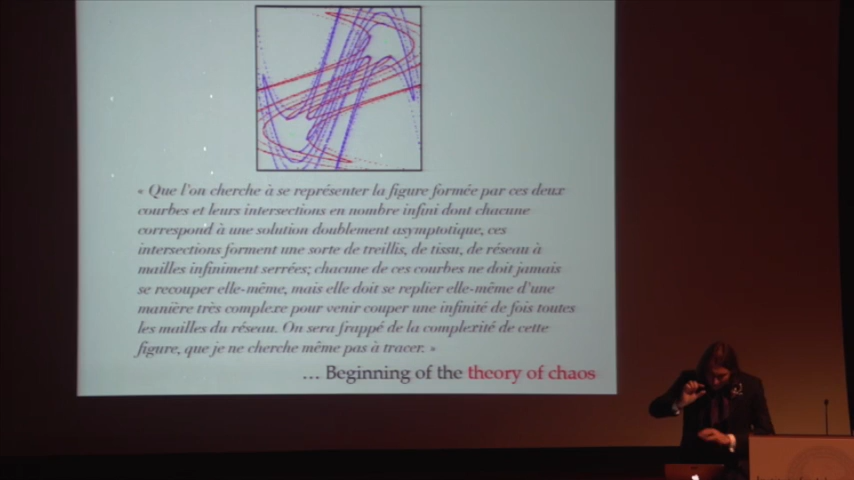 « Que l'on cherche à se représenter la figure formée par ces deux
courbes et leurs intersections en nombre infini dont chacune
correspond à une solution doublement asymptotique, ces
intersections forment une sorte de treillis, de tissu, de réseau à
mailles infiniment serrées; chacune de ces courbes ne doit jamais
se recouper elle-même, mais elle doit se replier elle-même d'une
manière très complexe pour venir couper une infinité de fois toutes
les mailles du réseau. On sera frappé de la complexité de cette
figure, que je ne cherche même pas à tracer. »
... Beginning of the theory of chaos